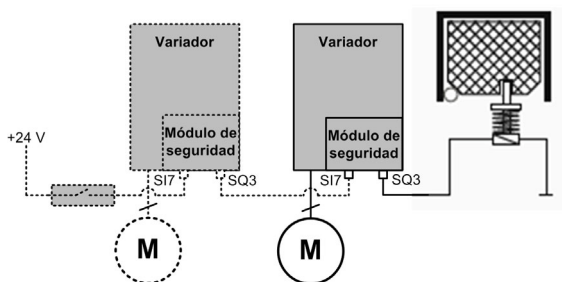 Variador
Variador
Módulo de
seguridad
Módulo de
seguridad
+24 V
SI7
SQ3
SI7
SQ3
M
M